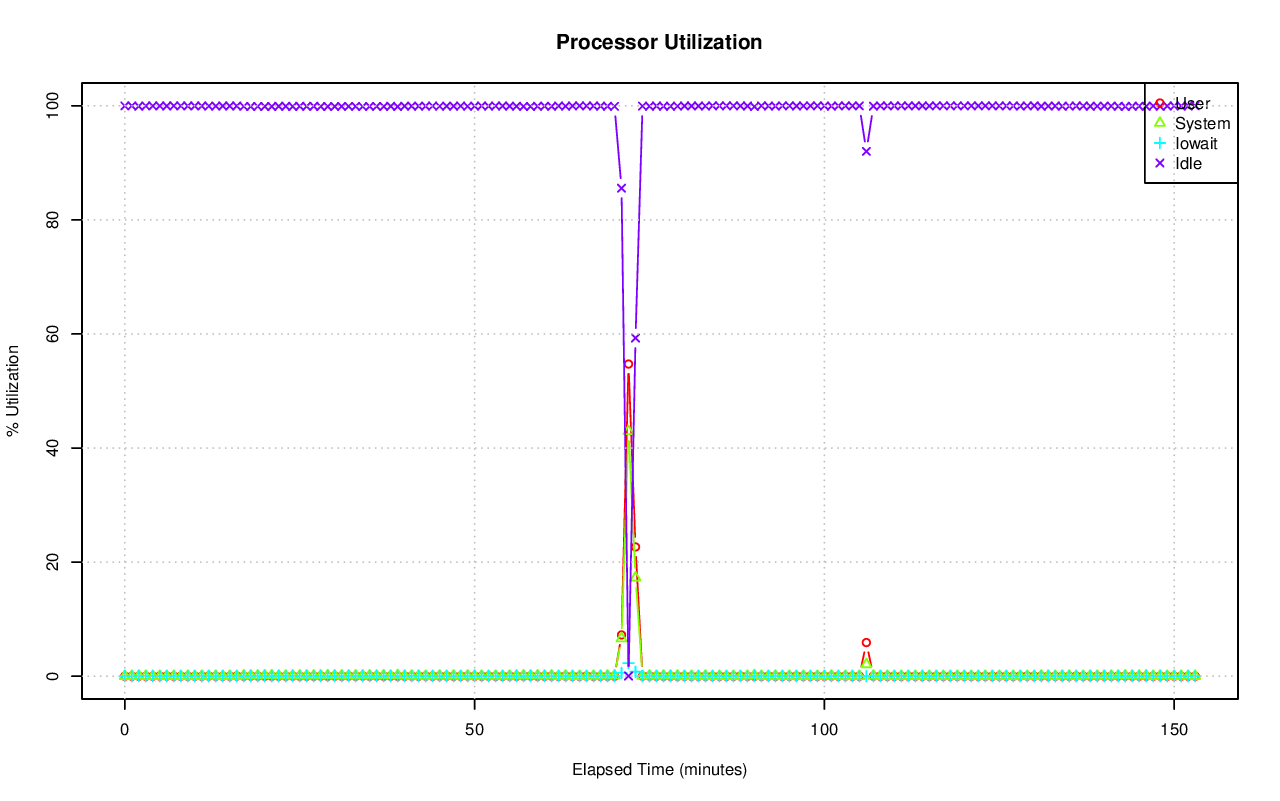 Processor Utilization
% Utilization
100
80
60
40
20
0
User
System
Iowait
Idle
0 50 100 150
Elapsed Time (minutes)